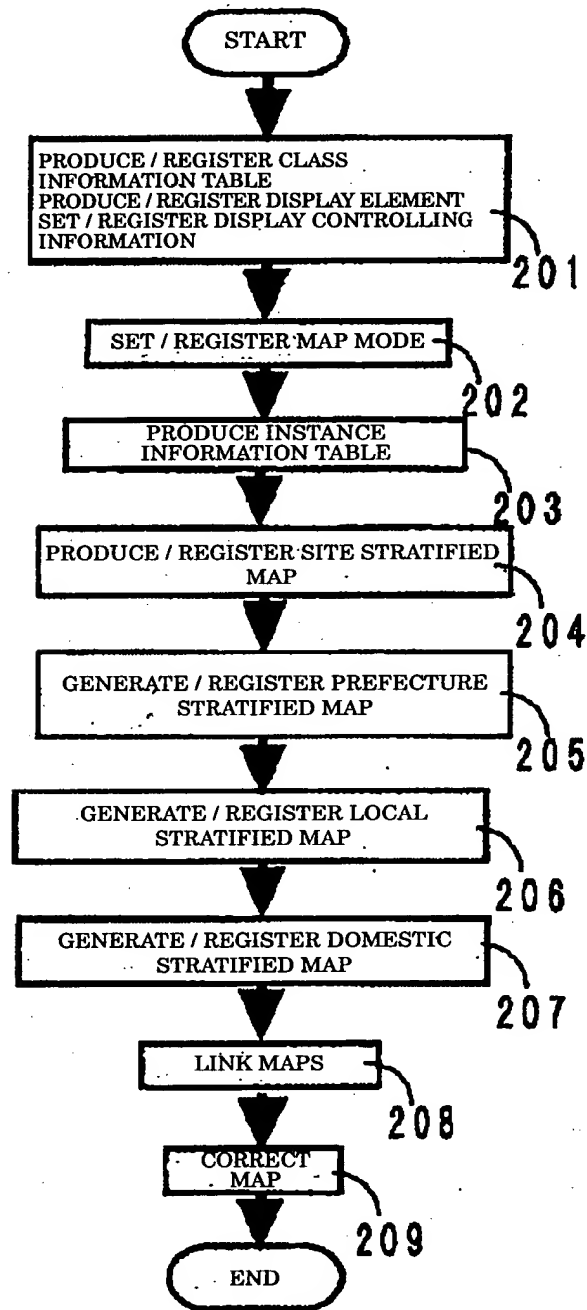 START
PRODUCE / REGISTER CLASS
INFORMATION TABLE
PRODUCE / REGISTER DISPLAY ELEMENT
SET / REGISTER DISPLAY CONTROLLING
INFORMATION
201
SET / REGISTER MAP MODE
202
PRODUCE INSTANCE
INFORMATION TABLE
203
PRODUCE / REGISTER SITE STRATIFIED
MAP
204
GENERATE / REGISTER PREFECTURE
STRATIFIED MAP
205
GENERATE / REGISTER LOCAL
STRATIFIED MAP
206
GENERATE / REGISTER DOMESTIC
STRATIFIED MAP
207
LINK MAPS
208
CORRECT
MAP
209
END